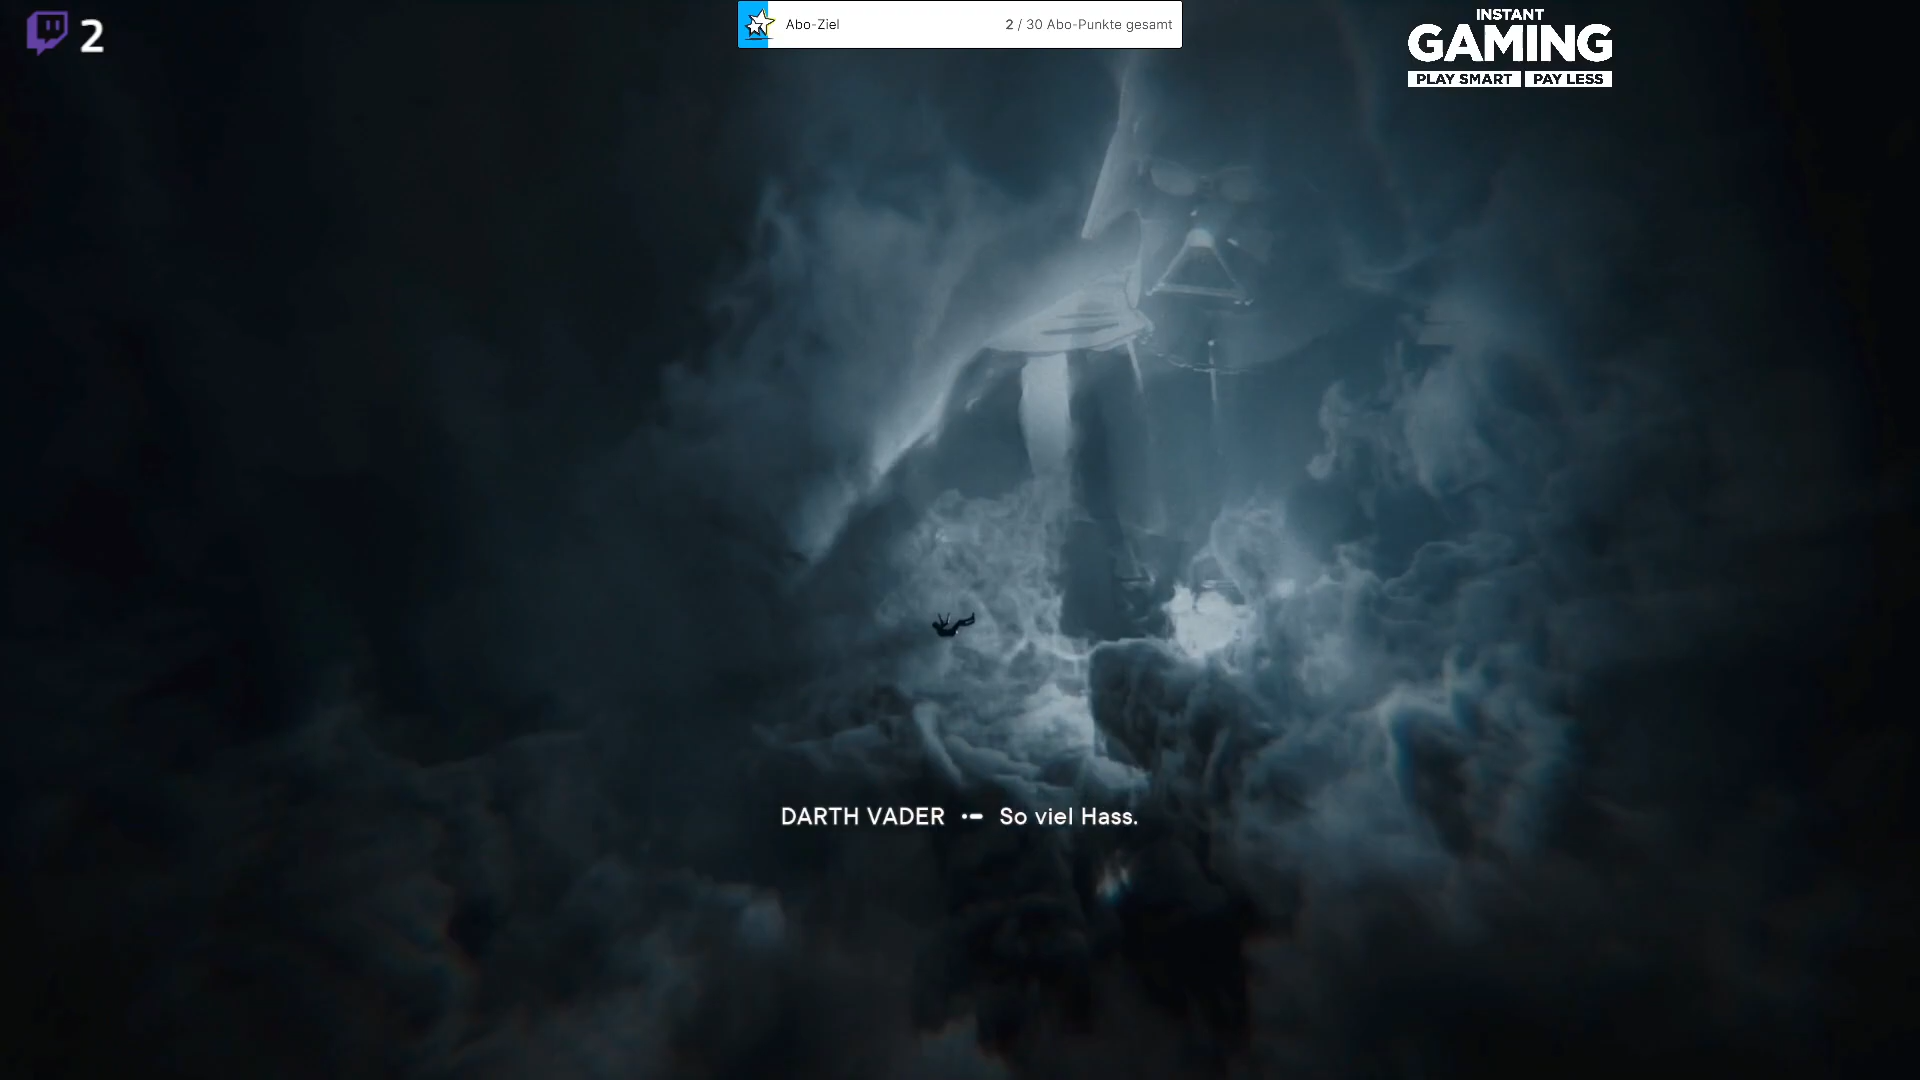 2
Abo-Ziel
2 / 30 Abo-Punkte gesamt
INSTANT
GAMING
PLAY SMART PAY LESS
DARTH VADER •– So viel Hass.